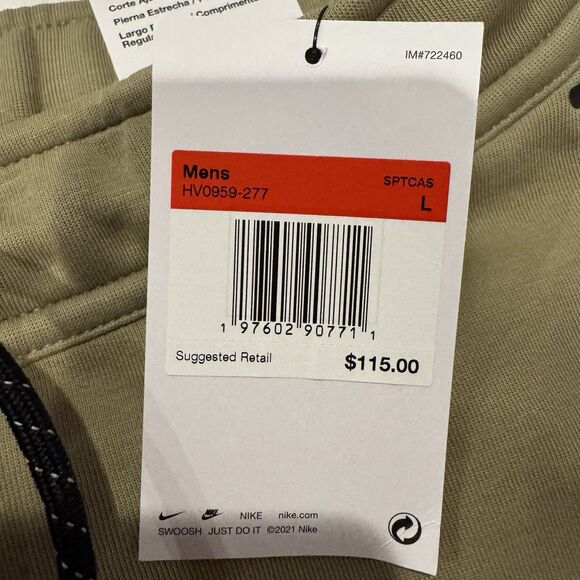 Corte Aj
Pierna Estrecha /
Largo / Comprimento
Regula
IM#722460
Mens SPTCAS
HV0959-277 L
1 97602 90771 1
Suggested Retail $115.00
NIKE nike.com
SWOOSH JUST DO IT ©2021 Nike